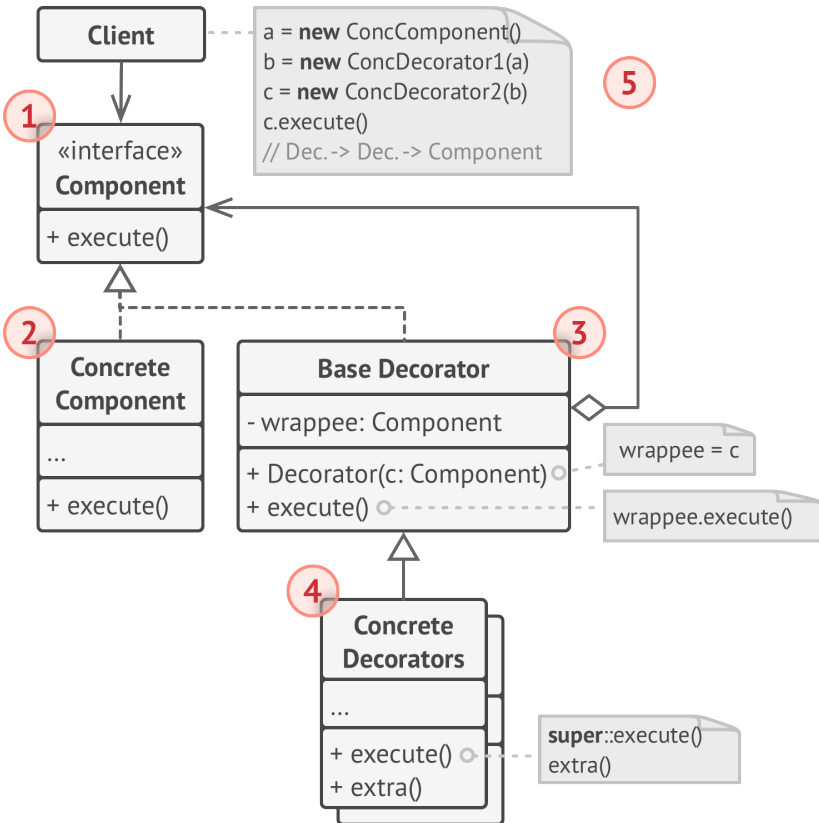 Client
a = new ConcComponent()
b = new ConcDecorator1(a)
c = new ConcDecorator2(b)
c.execute()
// Dec. -> Dec. -> Component
5
1
«interface»
Component
+ execute()
2
Concrete
Component
...
+ execute()
3
Base Decorator
- wrappee: Component
+ Decorator(c: Component)
+ execute()
wrappee = c
wrappee.execute()
4
Concrete
Decorators
...
+ execute()
+ extra()
super::execute()
extra()